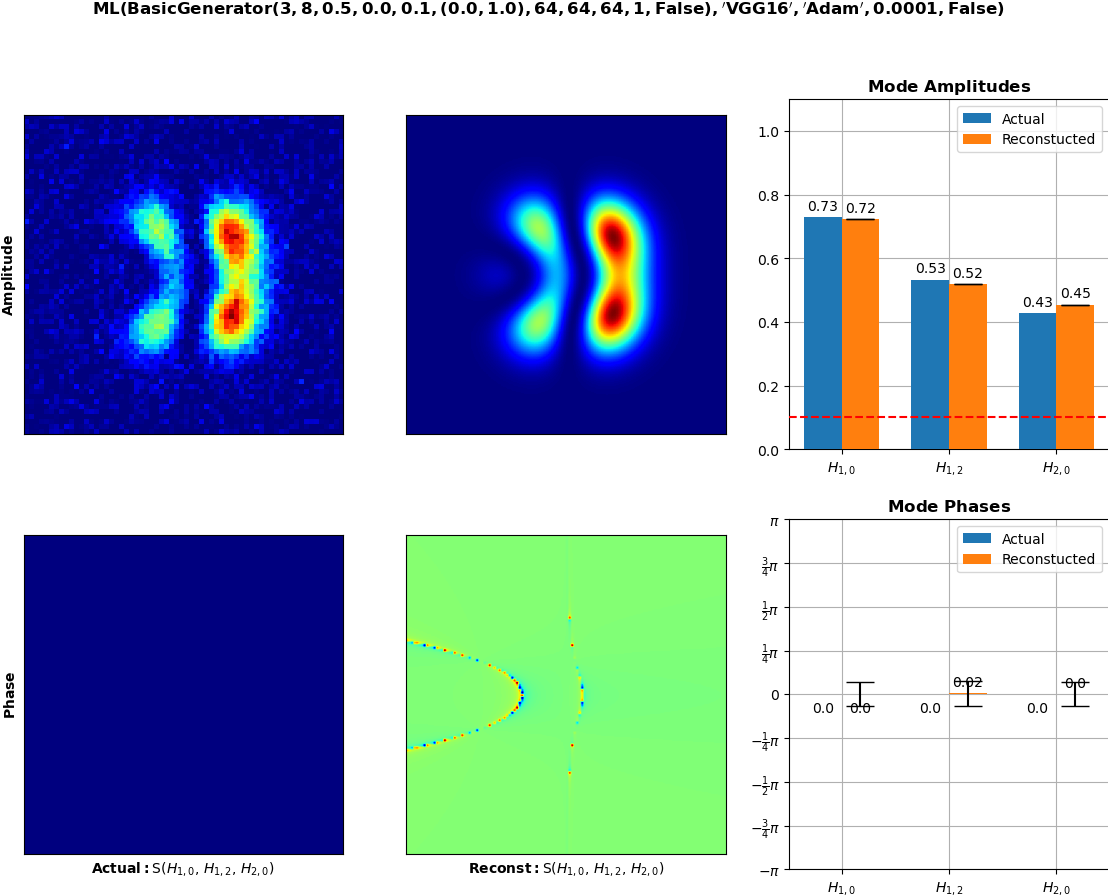 ML(BasicGenerator(3, 8, 0.5, 0.0, 0.1, (0.0, 1.0), 64, 64, 64, 1, False), ′VGG16′, ′Adam′, 0.0001, False)
Amplitude
Mode Amplitudes
Actual
Reconstucted
1.0
0.8
0.6
0.4
0.2
0.0
0.73
0.72
0.53
0.52
0.43
0.45
H1,0
H1,2
H2,0
Phase
Actual: S(H1,0, H1,2, H2,0)
Reconst: S(H1,0, H1,2, H2,0)
Mode Phases
Actual
Reconstucted
π
3/4π
1/2π
1/4π
0
−1/4π
−1/2π
−3/4π
−π
0.0
0.0
0.0
0.02
0.0
0.0
H1,0
H1,2
H2,0